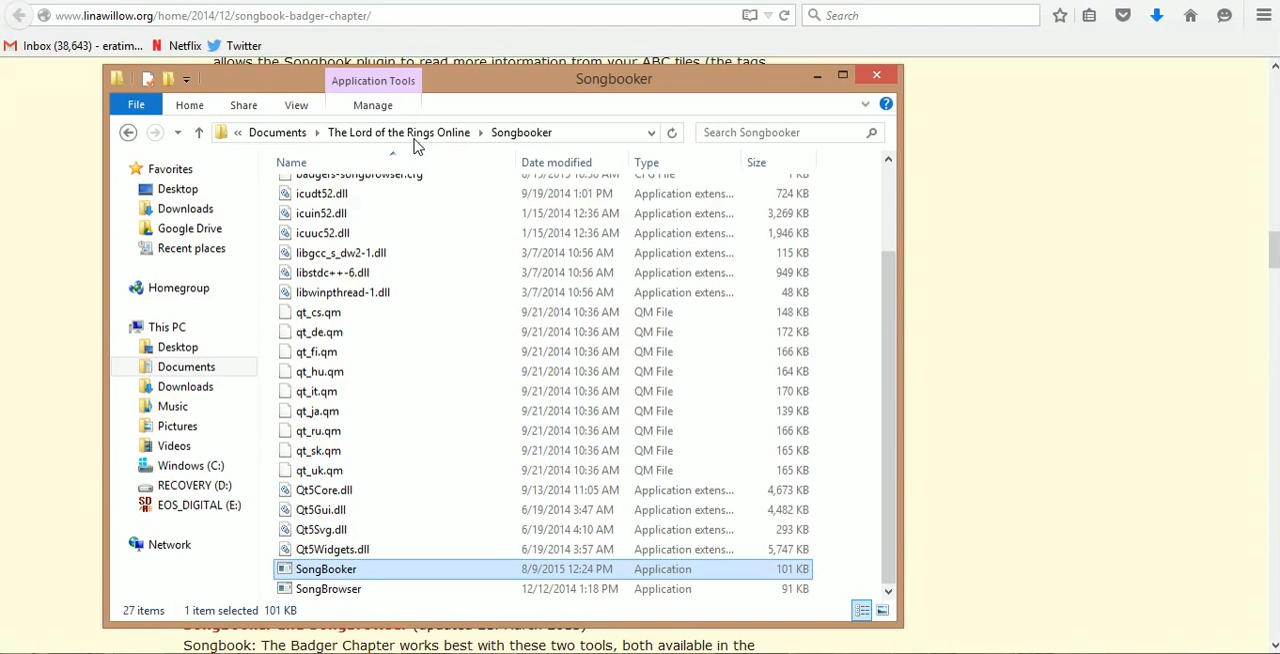 www.linawillow.org/home/2014/12/songbook-badger-chapter/
Search
Inbox (38,643) - eratim... Netflix Twitter
allows the Songbook plugin to read more information from your ABC files (the tags
Application Tools Songbooker
File Home Share View Manage
« Documents The Lord of the Rings Online Songbooker Search Songbooker
Name Date modified Type Size
Favorites
Desktop
Downloads
Google Drive
Recent places
Homegroup
This PC
Desktop
Documents
Downloads
Music
Pictures
Videos
Windows (C:)
RECOVERY (D:)
EOS_DIGITAL (E:)
Network
badgers-songbrowser.cfg 8/15/2015 10:36 AM CFG File 1 KB
icudt52.dll 9/19/2014 1:01 PM Application extens... 724 KB
icuin52.dll 1/15/2014 12:36 AM Application extens... 3,269 KB
icuuc52.dll 1/15/2014 12:36 AM Application extens... 1,946 KB
libgcc_s_dw2-1.dll 3/7/2014 10:56 AM Application extens... 115 KB
libstdc++-6.dll 3/7/2014 10:56 AM Application extens... 949 KB
libwinpthread-1.dll 3/7/2014 10:56 AM Application extens... 48 KB
qt_cs.qm 9/21/2014 10:36 AM QM File 148 KB
qt_de.qm 9/21/2014 10:36 AM QM File 172 KB
qt_fi.qm 9/21/2014 10:36 AM QM File 166 KB
qt_hu.qm 9/21/2014 10:36 AM QM File 164 KB
qt_it.qm 9/21/2014 10:36 AM QM File 170 KB
qt_ja.qm 9/21/2014 10:36 AM QM File 139 KB
qt_ru.qm 9/21/2014 10:36 AM QM File 166 KB
qt_sk.qm 9/21/2014 10:36 AM QM File 165 KB
qt_uk.qm 9/21/2014 10:36 AM QM File 165 KB
Qt5Core.dll 9/13/2014 11:05 AM Application extens... 4,673 KB
Qt5Gui.dll 6/19/2014 3:47 AM Application extens... 4,482 KB
Qt5Svg.dll 6/19/2014 4:10 AM Application extens... 293 KB
Qt5Widgets.dll 6/19/2014 3:57 AM Application extens... 5,747 KB
SongBooker 8/9/2015 12:24 PM Application 101 KB
SongBrowser 12/12/2014 1:18 PM Application 91 KB
27 items 1 item selected 101 KB
Songbook: The Badger Chapter works best with these two tools, both available in the